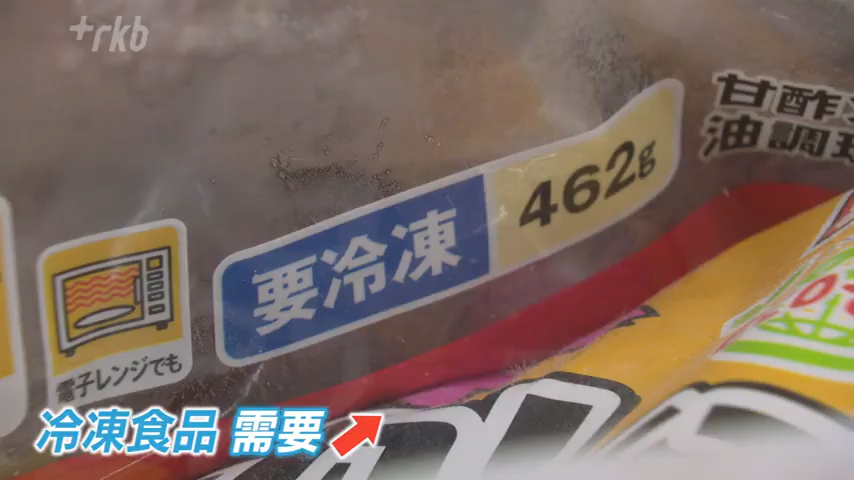 +rkb
甘酢
油調理
要冷凍 462g
電子レンジでも
冷凍食品 需要